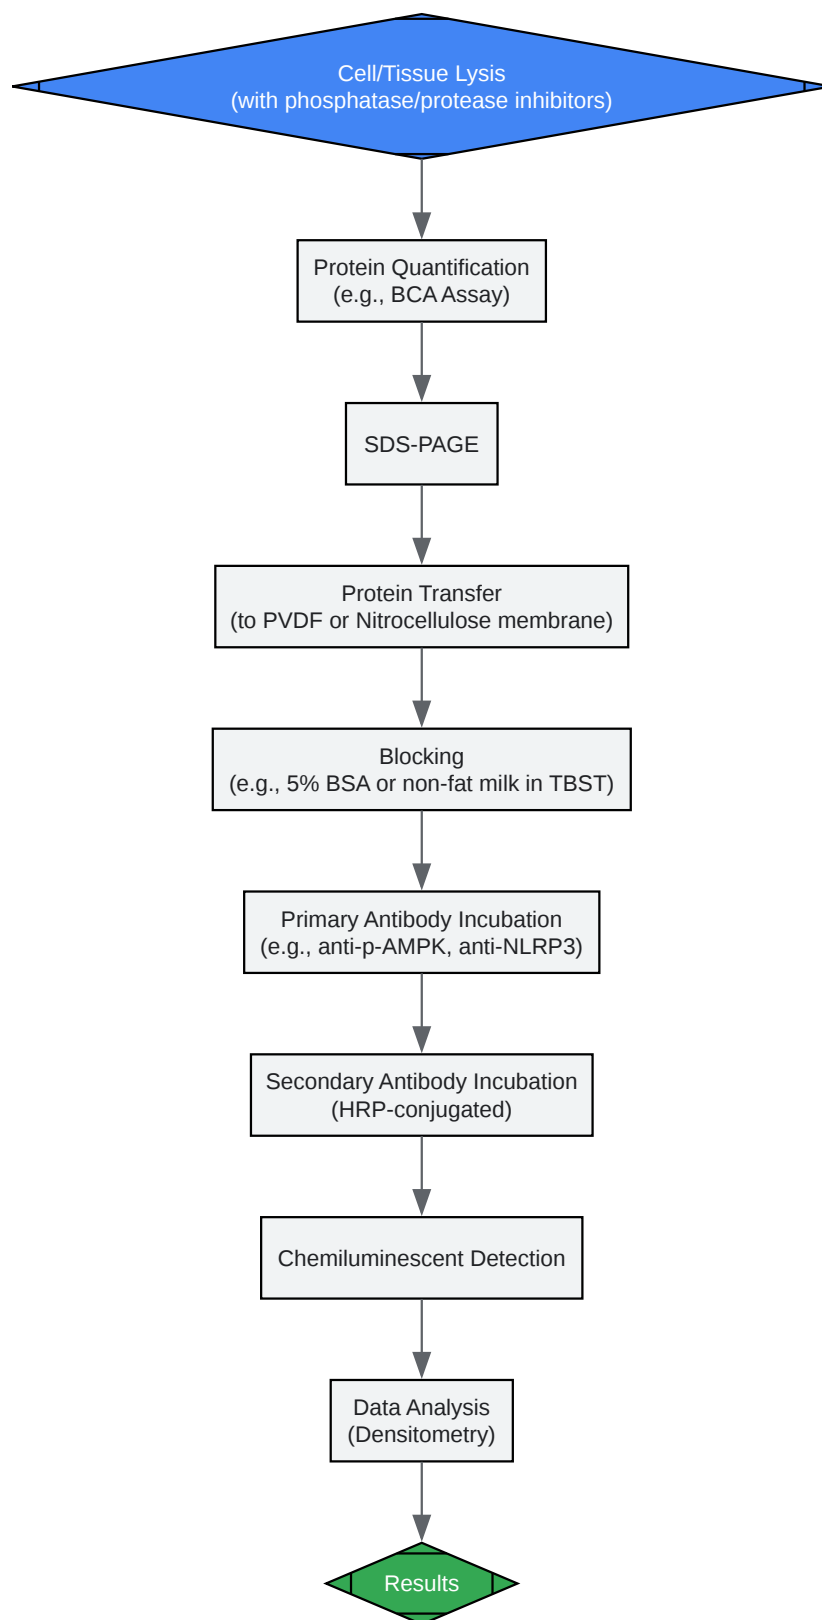 Cell/Tissue Lysis
(with phosphatase/protease inhibitors)
Protein Quantification
(e.g., BCA Assay)
SDS-PAGE
Protein Transfer
(to PVDF or Nitrocellulose membrane)
Blocking
(e.g., 5% BSA or non-fat milk in TBST)
Primary Antibody Incubation
(e.g., anti-p-AMPK, anti-NLRP3)
Secondary Antibody Incubation
(HRP-conjugated)
Chemiluminescent Detection
Data Analysis
(Densitometry)
Results